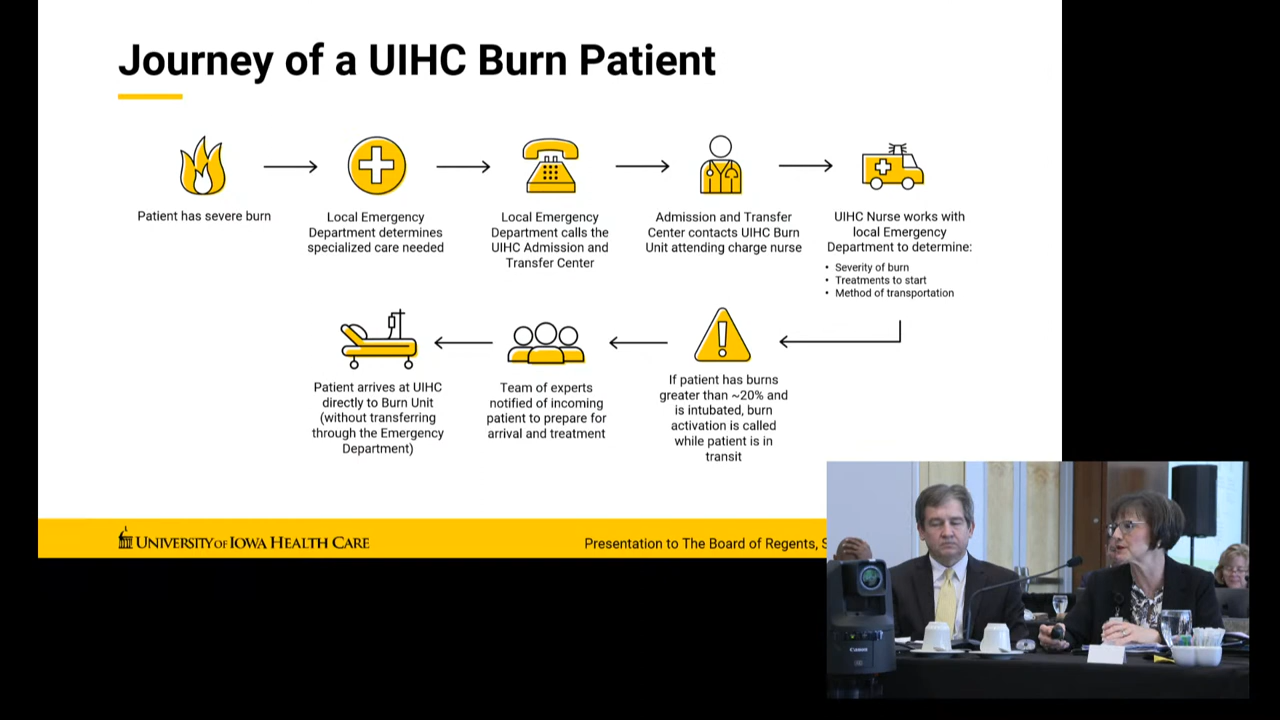 Journey of a UIHC Burn Patient
Patient has severe burn
Local Emergency
Department determines
specialized care needed
Local Emergency
Department calls the
UIHC Admission and
Transfer Center
Admission and Transfer
Center contacts UIHC Burn
Unit attending charge nurse
UIHC Nurse works with
local Emergency
Department to determine:
• Severity of burn
• Treatments to start
• Method of transportation
If patient has burns
greater than ~20% and
is intubated, burn
activation is called
while patient is in
transit
Team of experts
notified of incoming
patient to prepare for
arrival and treatment
Patient arrives at UIHC
directly to Burn Unit
(without transferring
through the Emergency
Department)
UNIVERSITY OF IOWA HEALTH CARE
Presentation to The Board of Regents, S
Canon